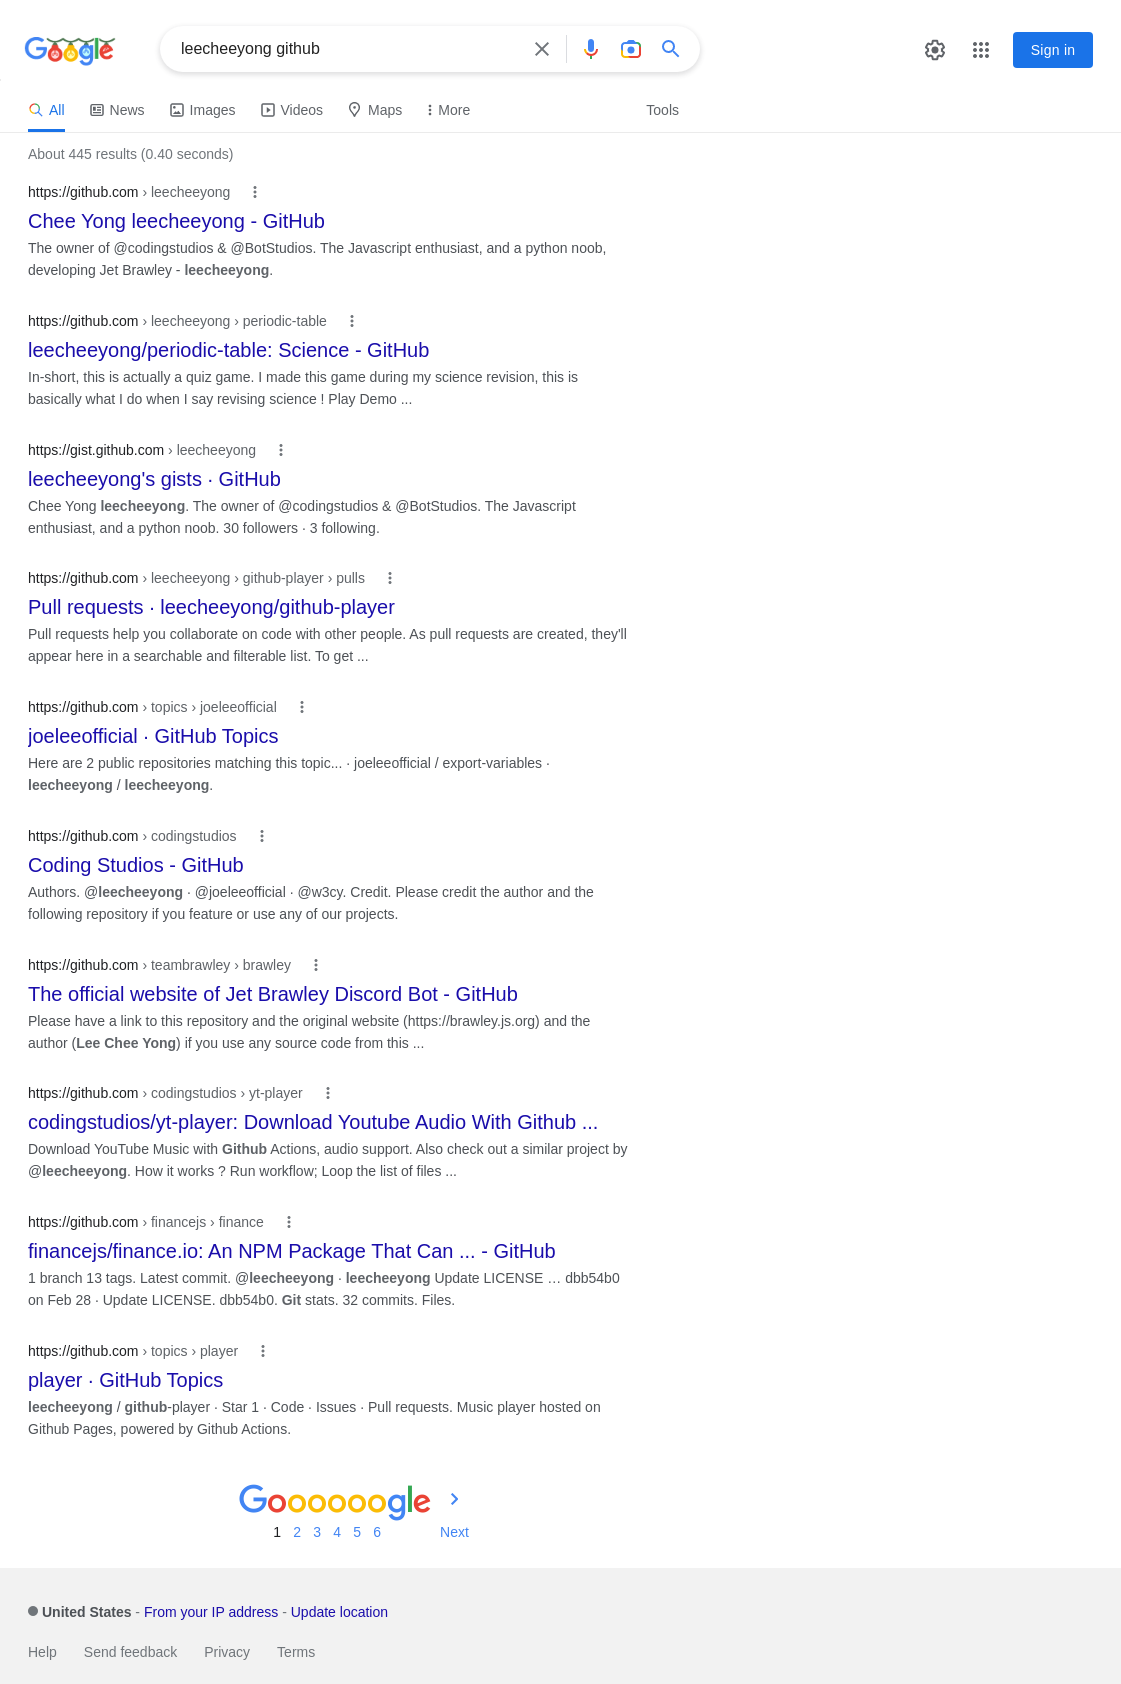 Google
leecheeyong github
Sign in
All News Images Videos Maps More Tools
About 445 results (0.40 seconds)
https://github.com › leecheeyong
Chee Yong leecheeyong - GitHub
The owner of @codingstudios & @BotStudios. The Javascript enthusiast, and a python noob,
developing Jet Brawley - leecheeyong.
https://github.com › leecheeyong › periodic-table
leecheeyong/periodic-table: Science - GitHub
In-short, this is actually a quiz game. I made this game during my science revision, this is
basically what I do when I say revising science ! Play Demo ...
https://gist.github.com › leecheeyong
leecheeyong's gists · GitHub
Chee Yong leecheeyong. The owner of @codingstudios & @BotStudios. The Javascript
enthusiast, and a python noob. 30 followers · 3 following.
https://github.com › leecheeyong › github-player › pulls
Pull requests · leecheeyong/github-player
Pull requests help you collaborate on code with other people. As pull requests are created, they'll
appear here in a searchable and filterable list. To get ...
https://github.com › topics › joeleeofficial
joeleeofficial · GitHub Topics
Here are 2 public repositories matching this topic... · joeleeofficial / export-variables ·
leecheeyong / leecheeyong.
https://github.com › codingstudios
Coding Studios - GitHub
Authors. @leecheeyong · @joeleeofficial · @w3cy. Credit. Please credit the author and the
following repository if you feature or use any of our projects.
https://github.com › teambrawley › brawley
The official website of Jet Brawley Discord Bot - GitHub
Please have a link to this repository and the original website (https://brawley.js.org) and the
author (Lee Chee Yong) if you use any source code from this ...
https://github.com › codingstudios › yt-player
codingstudios/yt-player: Download Youtube Audio With Github ...
Download YouTube Music with Github Actions, audio support. Also check out a similar project by
@leecheeyong. How it works ? Run workflow; Loop the list of files ...
https://github.com › financejs › finance
financejs/finance.io: An NPM Package That Can ... - GitHub
1 branch 13 tags. Latest commit. @leecheeyong · leecheeyong Update LICENSE … dbb54b0
on Feb 28 · Update LICENSE. dbb54b0. Git stats. 32 commits. Files.
https://github.com › topics › player
player · GitHub Topics
leecheeyong / github-player · Star 1 · Code · Issues · Pull requests. Music player hosted on
Github Pages, powered by Github Actions.
Goooooogle
1 2 3 4 5 6 Next
United States - From your IP address - Update location
Help Send feedback Privacy Terms